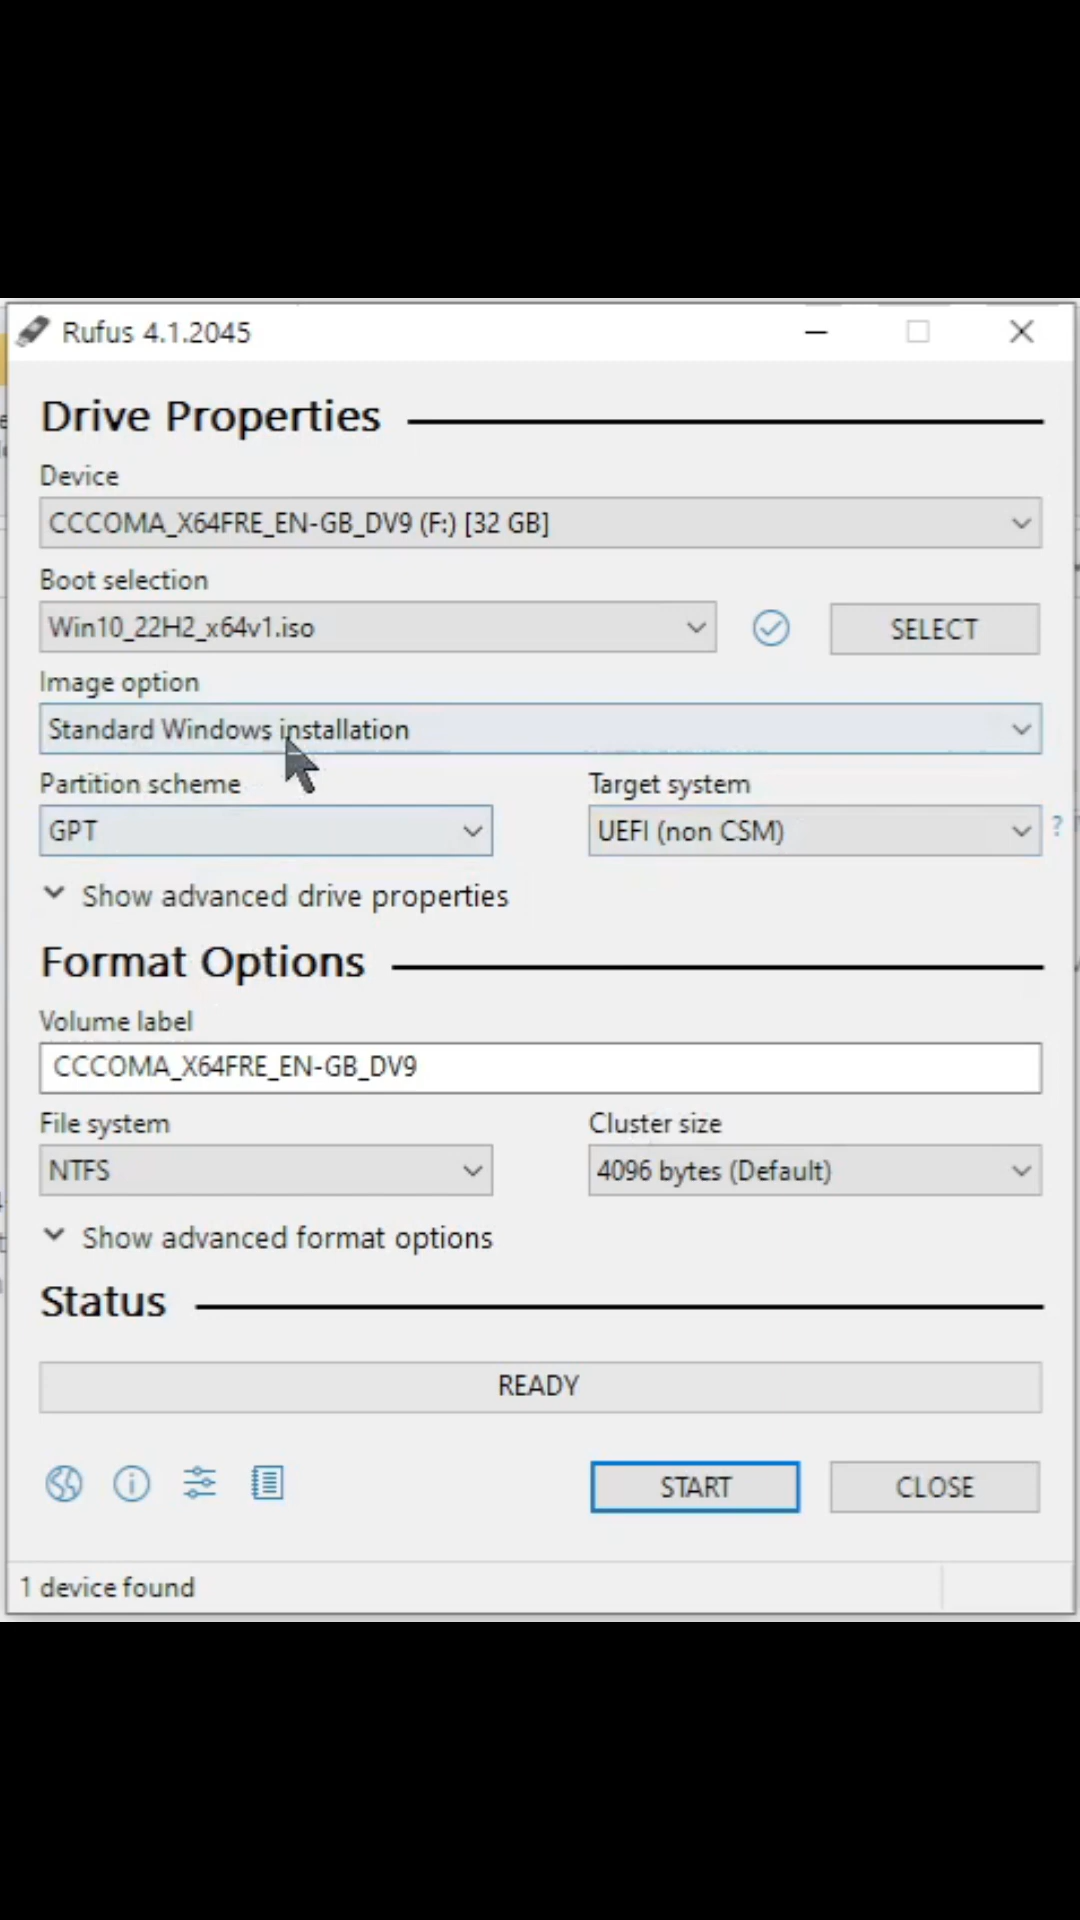 Rufus 4.1.2045
Drive Properties
Device
CCCOMA_X64FRE_EN-GB_DV9 (F:) [32 GB]
Boot selection
Win10_22H2_x64v1.iso
SELECT
Image option
Standard Windows installation
Partition scheme
Target system
GPT
UEFI (non CSM)
?
Show advanced drive properties
Format Options
Volume label
CCCOMA_X64FRE_EN-GB_DV9
File system
Cluster size
NTFS
4096 bytes (Default)
Show advanced format options
Status
READY
START
CLOSE
1 device found